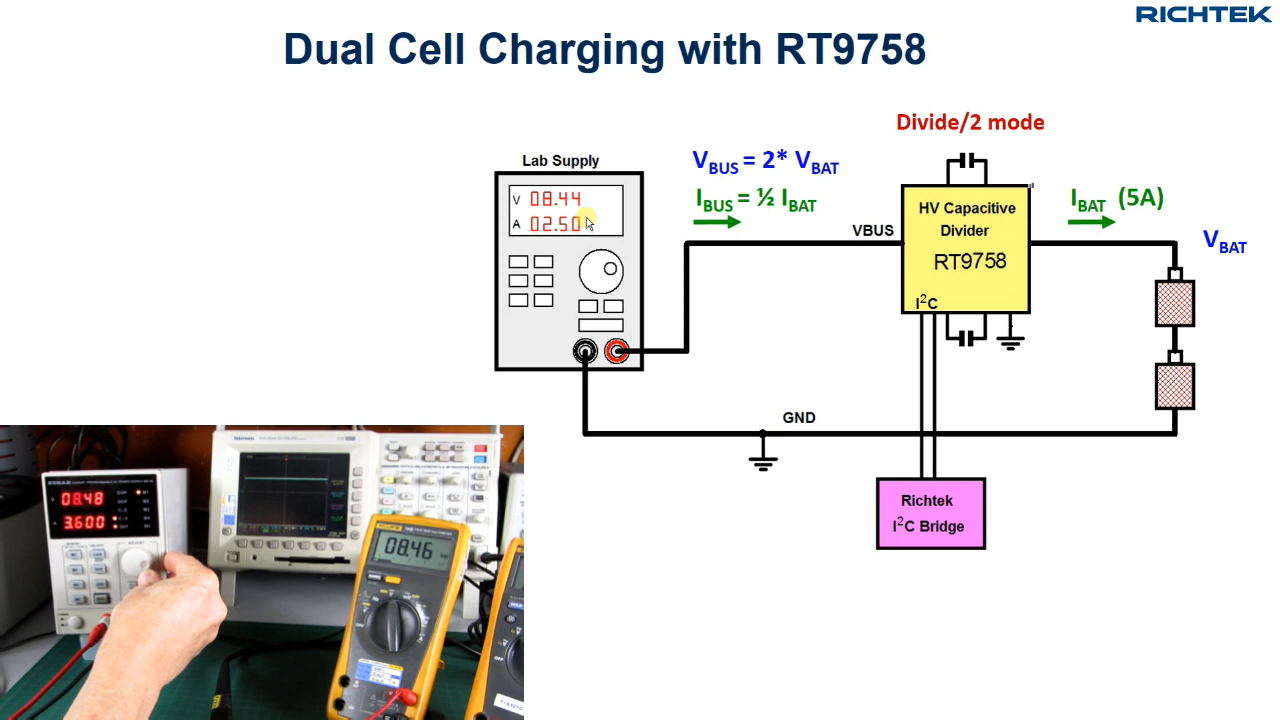 RICHTEK
Dual Cell Charging with RT9758
Divide/2 mode
Lab Supply
V 08.44
A 02.50
VBUS = 2* VBAT
IBUS = ½ IBAT
VBUS
HV Capacitive
Divider
RT9758
I²C
IBAT (5A)
VBAT
GND
Richtek
I²C Bridge
08.48
3.600
Tektronix
FLUKE
08.46